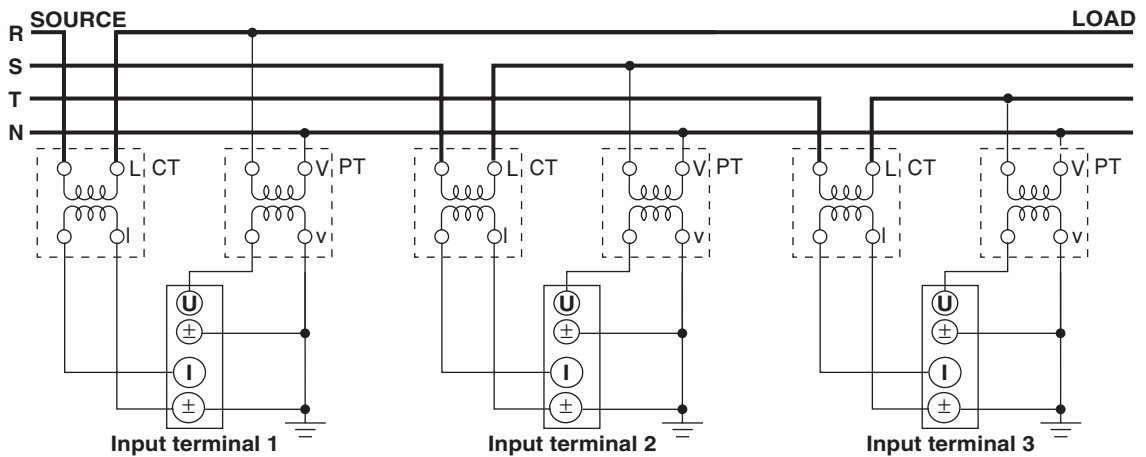 SOURCE LOAD
R
S
T
N
L CT V PT L CT V PT L CT V PT
l v l v l v
U U U
± ± ±
I I I
± ± ±
Input terminal 1 Input terminal 2 Input terminal 3